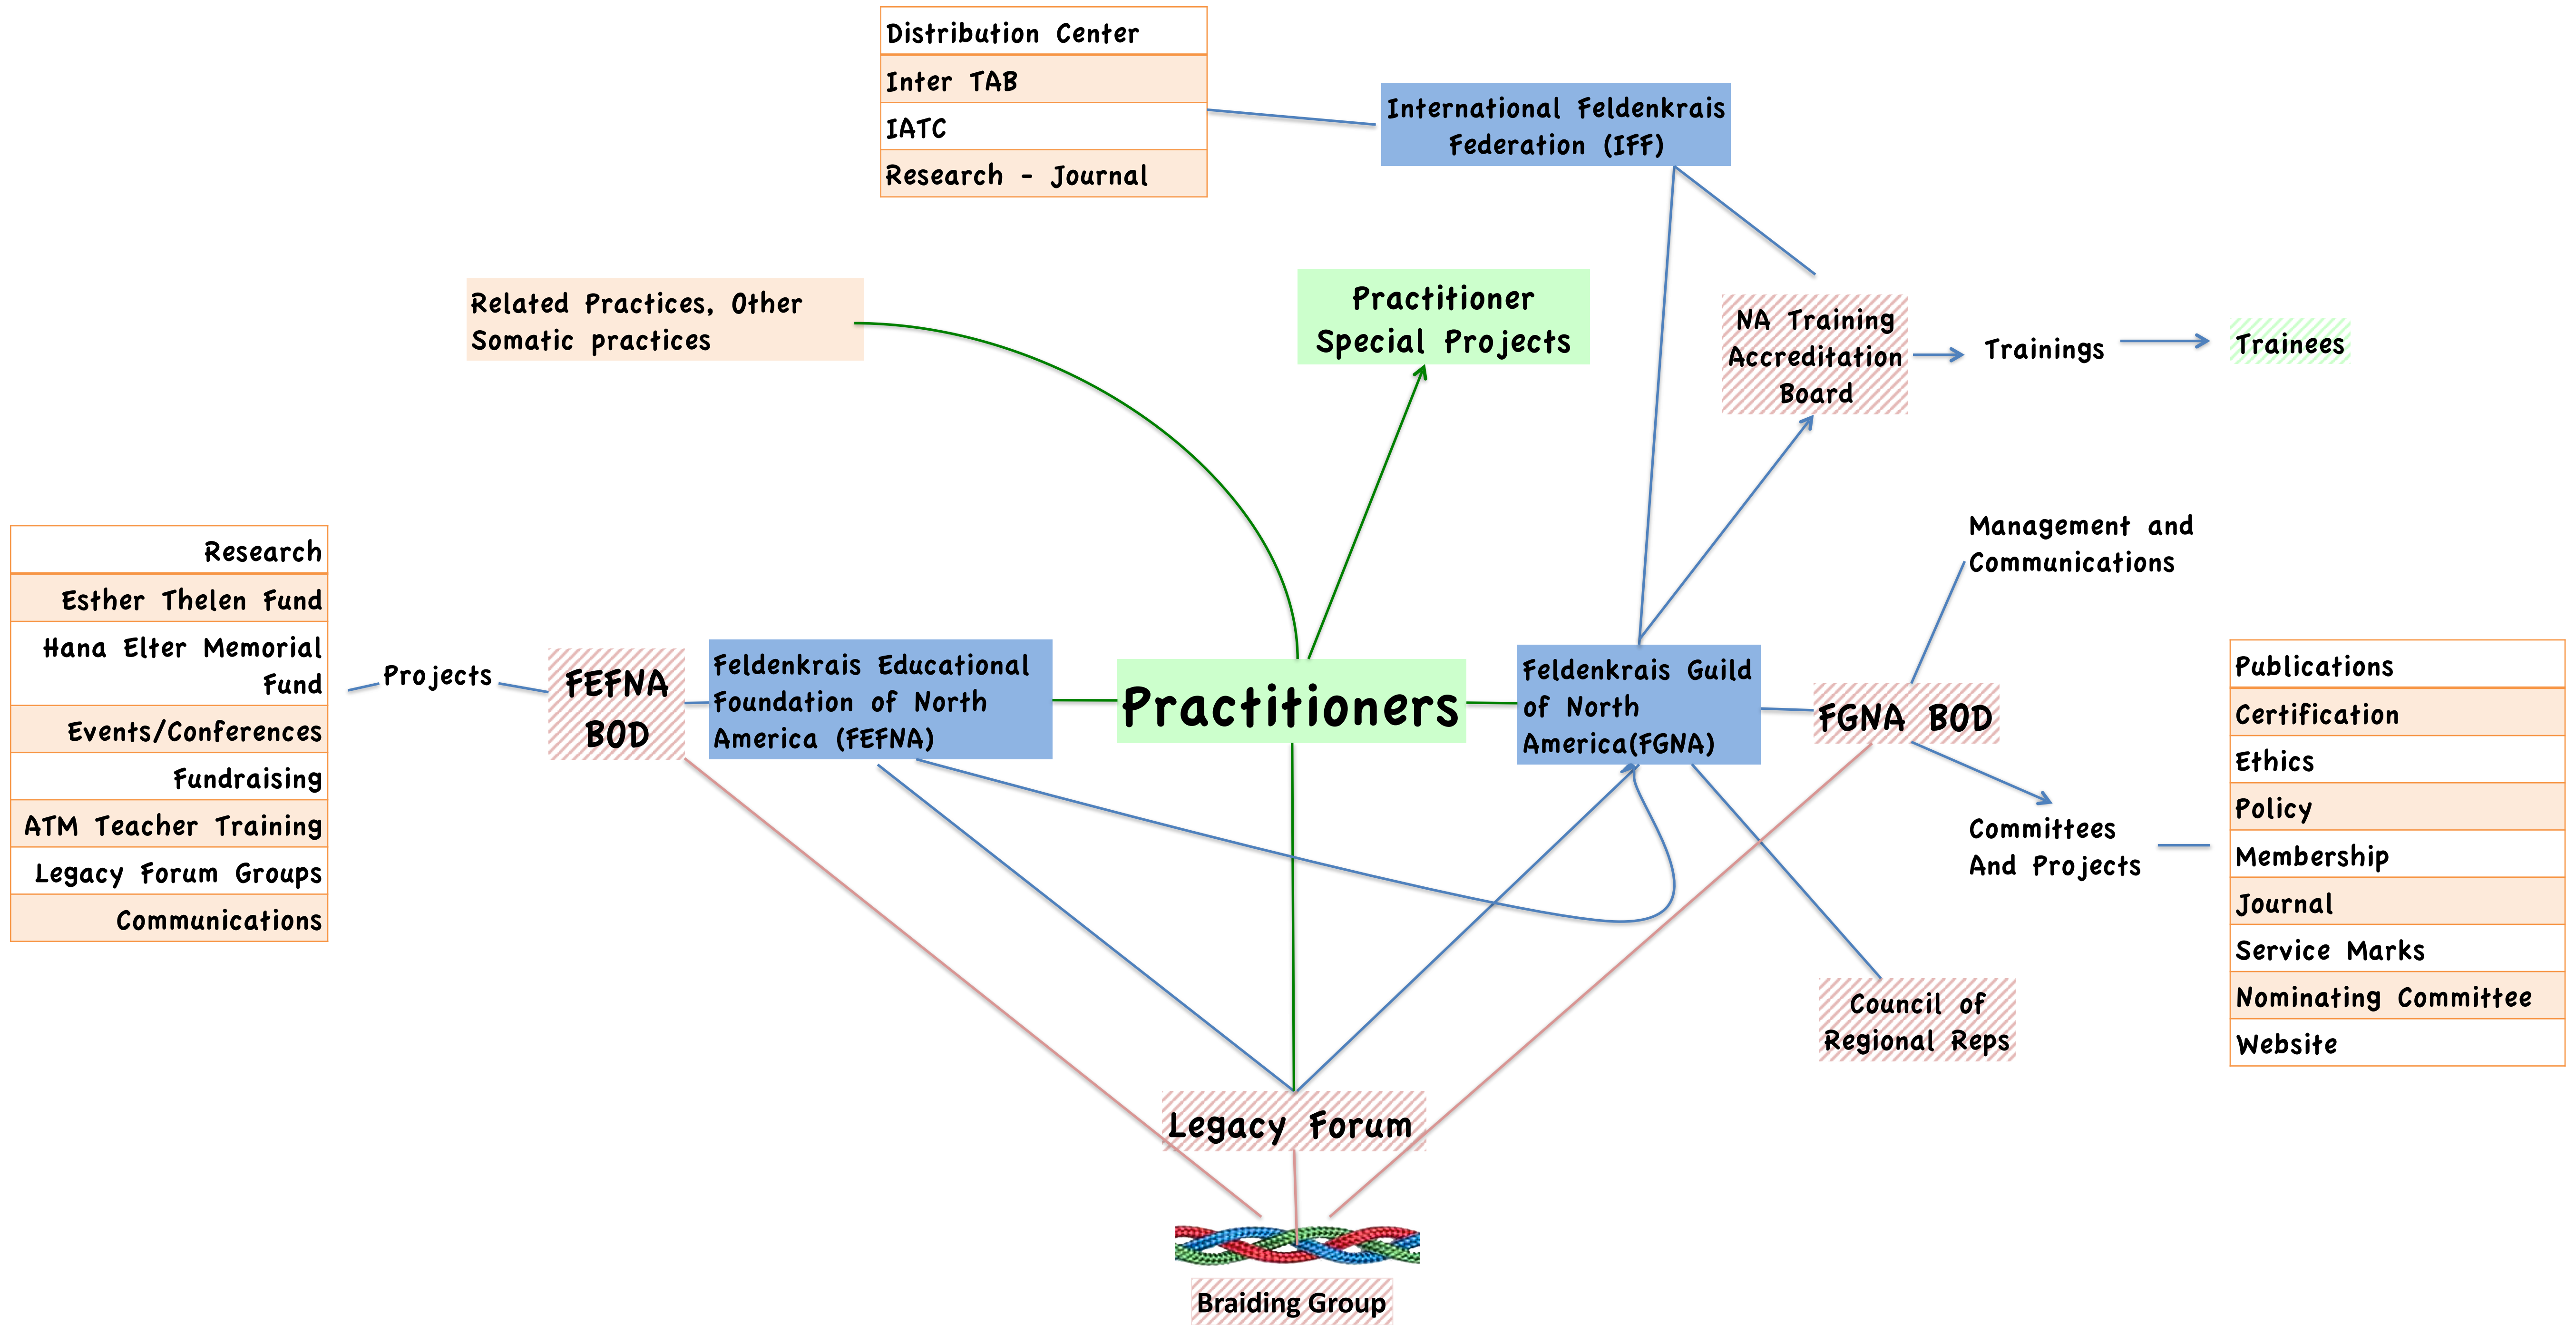 Distribution Center
Inter TAB
IATC
Research - Journal
International Feldenkrais
Federation (IFF)
Related Practices, Other
Somatic practices
Practitioner
Special Projects
NA Training
Accreditation
Board
Trainings
Trainees
Management and
Communications
Research
Esther Thelen Fund
Hana Elter Memorial
Fund
Events/Conferences
Fundraising
ATM Teacher Training
Legacy Forum Groups
Communications
Projects
FEFNA
BOD
Feldenkrais Educational
Foundation of North
America (FEFNA)
Practitioners
Feldenkrais Guild
of North
America(FGNA)
FGNA BOD
Committees
And Projects
Publications
Certification
Ethics
Policy
Membership
Journal
Service Marks
Nominating Committee
Website
Council of
Regional Reps
Legacy Forum
Braiding Group